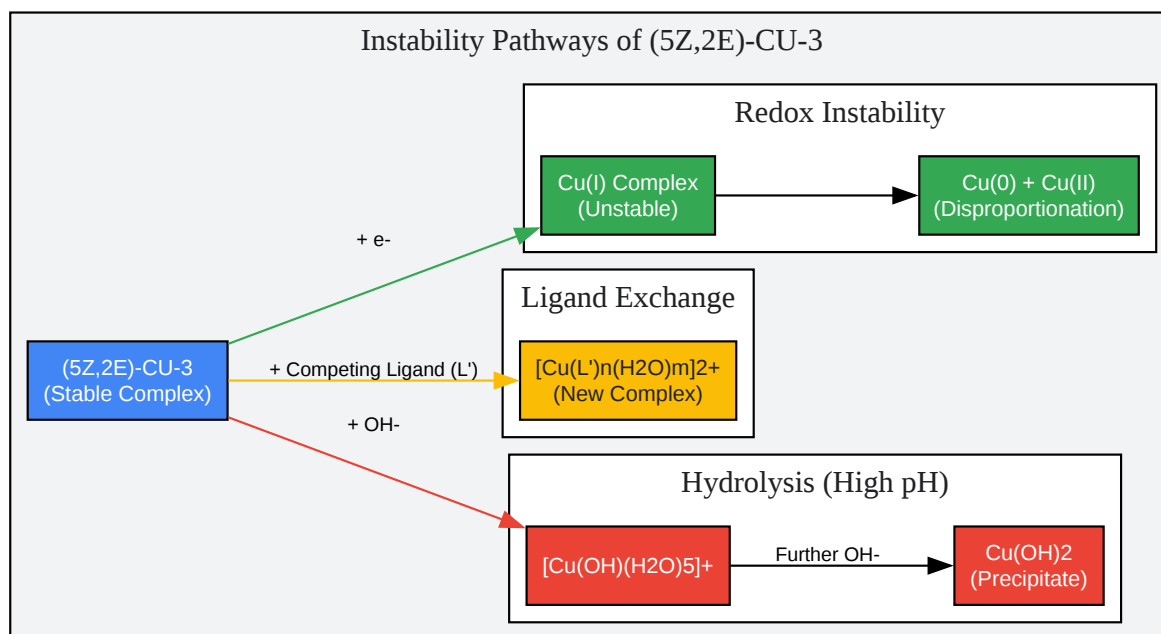 Instability Pathways of (5Z,2E)-CU-3
Redox Instability
Cu(I) Complex
(Unstable)
Cu(0) + Cu(II)
(Disproportionation)
+ e-
Ligand Exchange
(5Z,2E)-CU-3
(Stable Complex)
+ Competing Ligand (L')
[Cu(L')n(H2O)m]2+
(New Complex)
+ OH-
Hydrolysis (High pH)
[Cu(OH)(H2O)5]+
Further OH-
Cu(OH)2
(Precipitate)